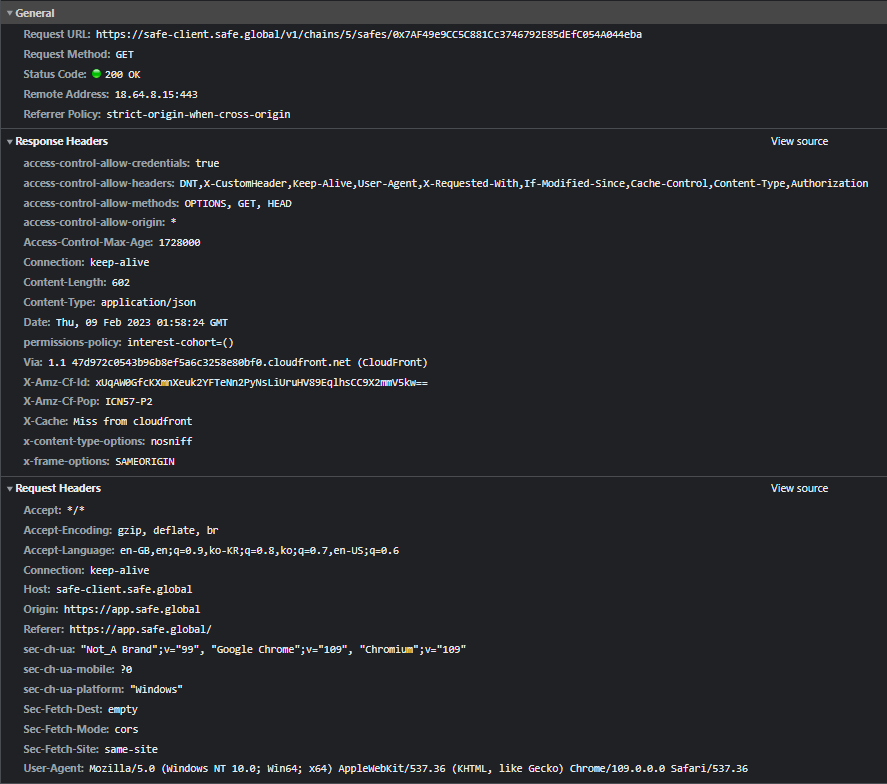 General
Request URL: https://safe-client.safe.global/v1/chains/5/safes/0x7AF49e9CC5C881Cc3746792E85dEfC054A044eba
Request Method: GET
Status Code: 200 OK
Remote Address: 18.64.8.15:443
Referrer Policy: strict-origin-when-cross-origin
Response Headers View source
access-control-allow-credentials: true
access-control-allow-headers: DNT,X-CustomHeader,Keep-Alive,User-Agent,X-Requested-With,If-Modified-Since,Cache-Control,Content-Type,Authorization
access-control-allow-methods: OPTIONS, GET, HEAD
access-control-allow-origin: *
Access-Control-Max-Age: 1728000
Connection: keep-alive
Content-Length: 602
Content-Type: application/json
Date: Thu, 09 Feb 2023 01:58:24 GMT
permissions-policy: interest-cohort=()
Via: 1.1 47d972c0543b96b8ef5a6c3258e80bf0.cloudfront.net (CloudFront)
X-Amz-Cf-Id: xUqAW0GfcKXmnXeuk2YFTeNn2PyNsLiUruHV89EqlhsCC9X2mmV5kw==
X-Amz-Cf-Pop: ICN57-P2
X-Cache: Miss from cloudfront
x-content-type-options: nosniff
x-frame-options: SAMEORIGIN
Request Headers View source
Accept: */*
Accept-Encoding: gzip, deflate, br
Accept-Language: en-GB,en;q=0.9,ko-KR;q=0.8,ko;q=0.7,en-US;q=0.6
Connection: keep-alive
Host: safe-client.safe.global
Origin: https://app.safe.global
Referer: https://app.safe.global/
sec-ch-ua: "Not_A Brand";v="99", "Google Chrome";v="109", "Chromium";v="109"
sec-ch-ua-mobile: ?0
sec-ch-ua-platform: "Windows"
Sec-Fetch-Dest: empty
Sec-Fetch-Mode: cors
Sec-Fetch-Site: same-site
User-Agent: Mozilla/5.0 (Windows NT 10.0; Win64; x64) AppleWebKit/537.36 (KHTML, like Gecko) Chrome/109.0.0.0 Safari/537.36